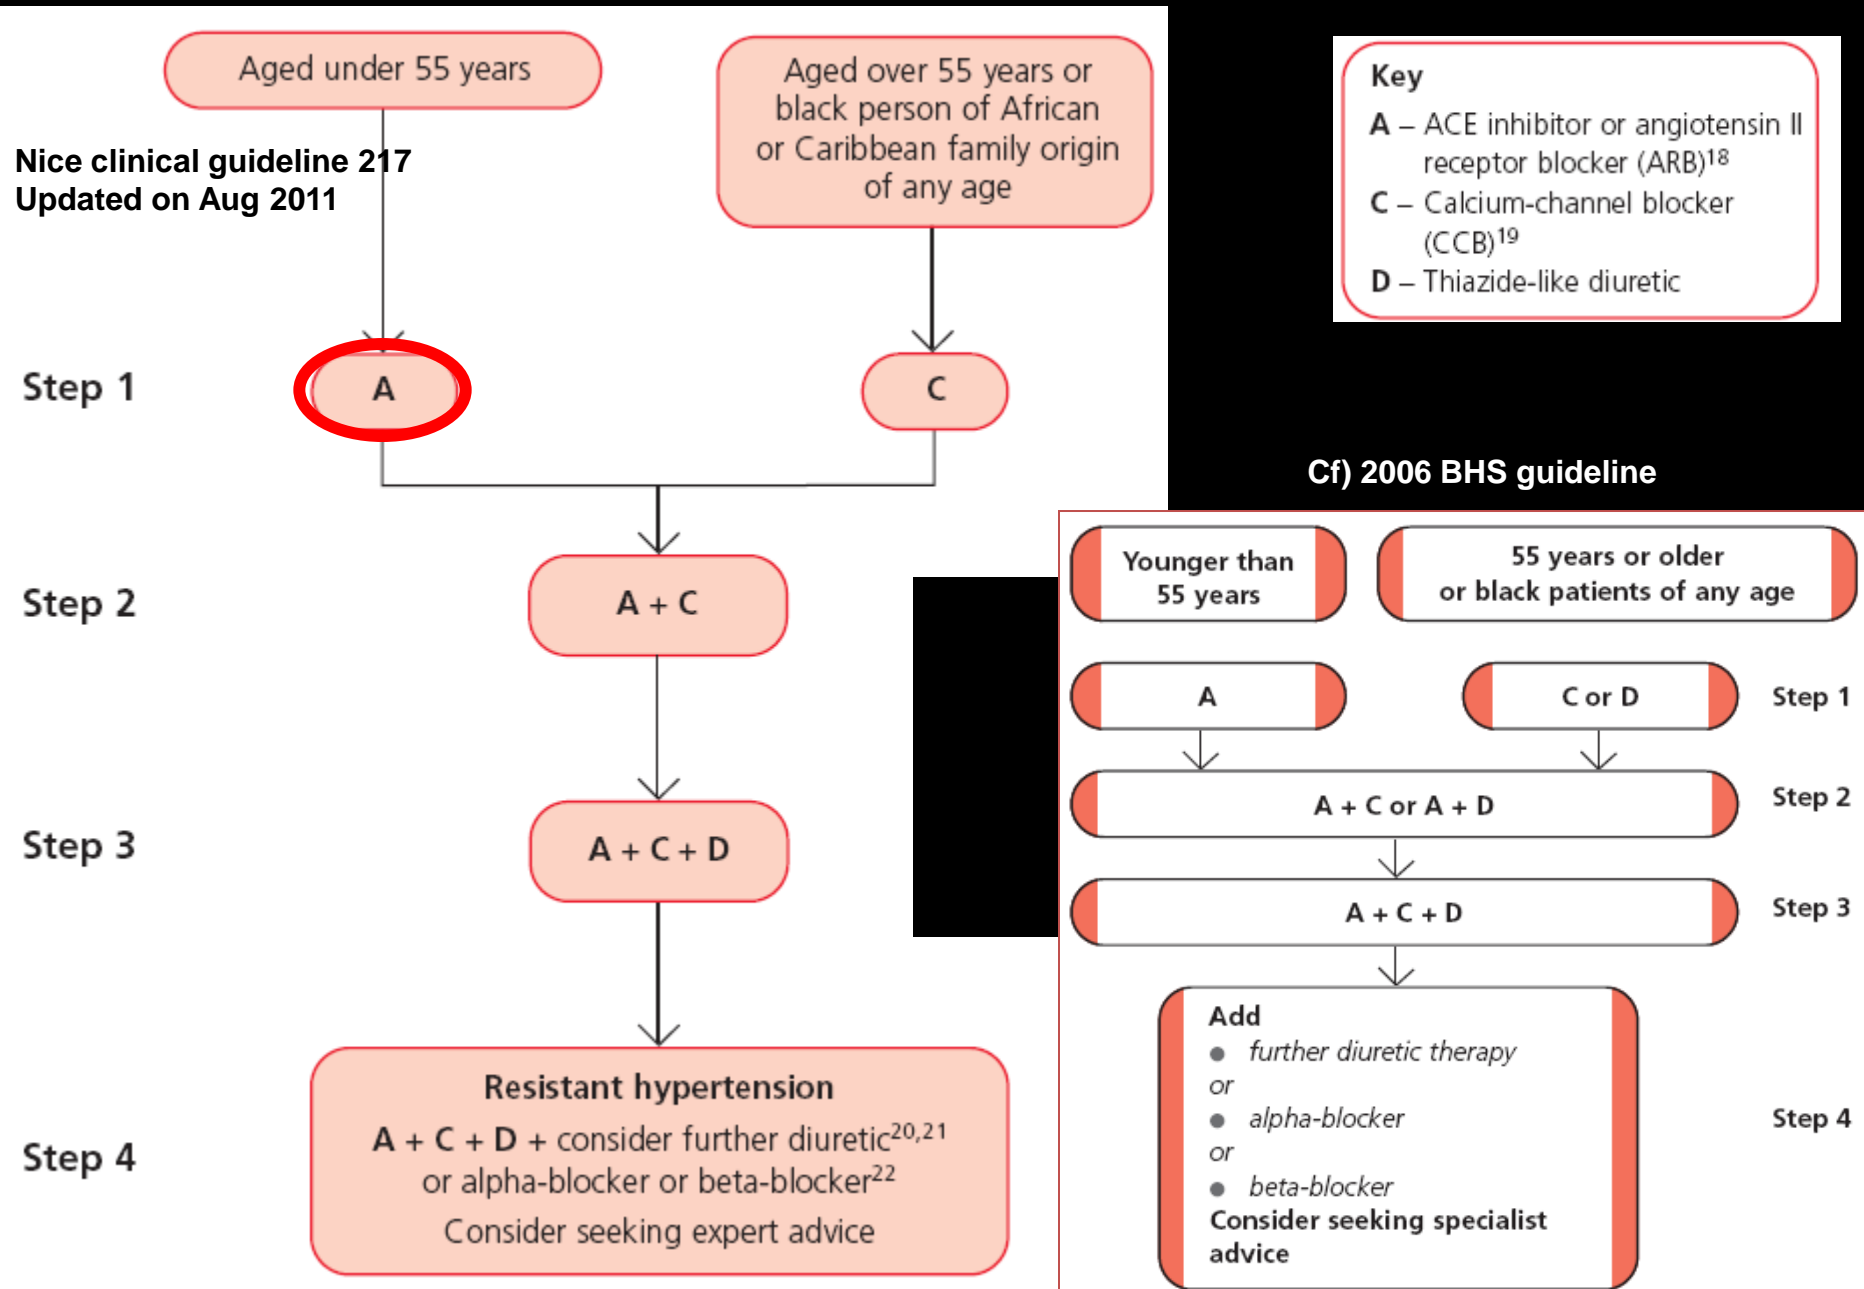 Aged under 55 years
Aged over 55 years or
black person of African
or Caribbean family origin
of any age
Nice clinical guideline 217
Updated on Aug 2011
Step 1
A
C
Step 2
A + C
Step 3
A + C + D
Step 4
Resistant hypertension
A + C + D + consider further diuretic20,21
or alpha-blocker or beta-blocker22
Consider seeking expert advice
Key
A – ACE inhibitor or angiotensin II
receptor blocker (ARB)18
C – Calcium-channel blocker
(CCB)19
D – Thiazide-like diuretic
Cf) 2006 BHS guideline
Younger than
55 years
55 years or older
or black patients of any age
A
C or D
Step 1
A + C or A + D
Step 2
A + C + D
Step 3
Add
● further diuretic therapy
or
● alpha-blocker
or
● beta-blocker
Consider seeking specialist
advice
Step 4